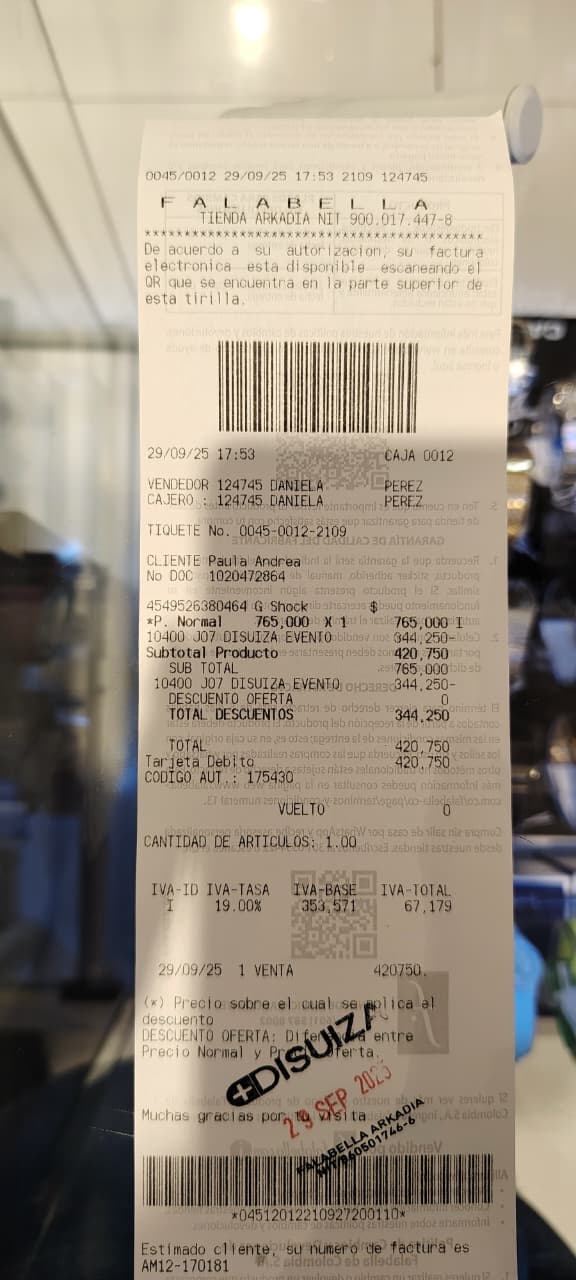 0045/0012 29/09/25 17:53 2109 124745
FALABELLA
TIENDA ARKADIA NIT 900.017.447-8
****************************************
De acuerdo a su autorizacion, su factura
electronica esta disponible escaneando el
QR que se encuentra en la parte superior de
esta tirilla.
29/09/25 17:53 CAJA 0012
VENDEDOR 124745 DANIELA PEREZ
CAJERO : 124745 DANIELA PEREZ
TIQUETE No. 0045-0012-2109
CLIENTE Paula Andrea
No DOC 1020472864
4549526380464 G Shock $
*P. Normal 765,000 X 1 765,000 I
10400 J07 DISUIZA EVENTO 344,250-
Subtotal Producto 420,750
SUB TOTAL 765,000
10400 J07 DISUIZA EVENTO 344,250-
DESCUENTO OFERTA 0
TOTAL DESCUENTOS 344,250
TOTAL 420,750
Tarjeta Debito 420,750
CODIGO AUT.: 175430
VUELTO 0
CANTIDAD DE ARTICULOS: 1.00
IVA-ID IVA-TASA IVA-BASE IVA-TOTAL
I 19.00% 353,571 67,179
29/09/25 1 VENTA 420750.
(*) Precio sobre el cual se aplica el
descuento
DESCUENTO OFERTA: Diferencia entre
Precio Normal y Pr Oferta.
DISUIZA
29 SEP 2025
Muchas gracias por tu visita
FALABELLA ARKADIA
NIT/860501746-6
*04512012210927200110*
Estimado cliente, su numero de factura es
AM12-170181